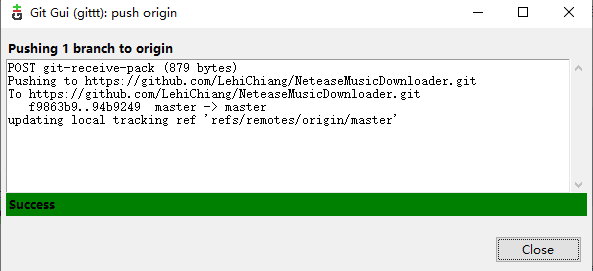 Git Gui (gittt): push origin
Pushing 1 branch to origin
POST git-receive-pack (879 bytes)
Pushing to https://github.com/LehiChiang/NeteaseMusicDownloader.git
To https://github.com/LehiChiang/NeteaseMusicDownloader.git
   f9863b9..94b9249  master -> master
updating local tracking ref 'refs/remotes/origin/master'
Success
Close